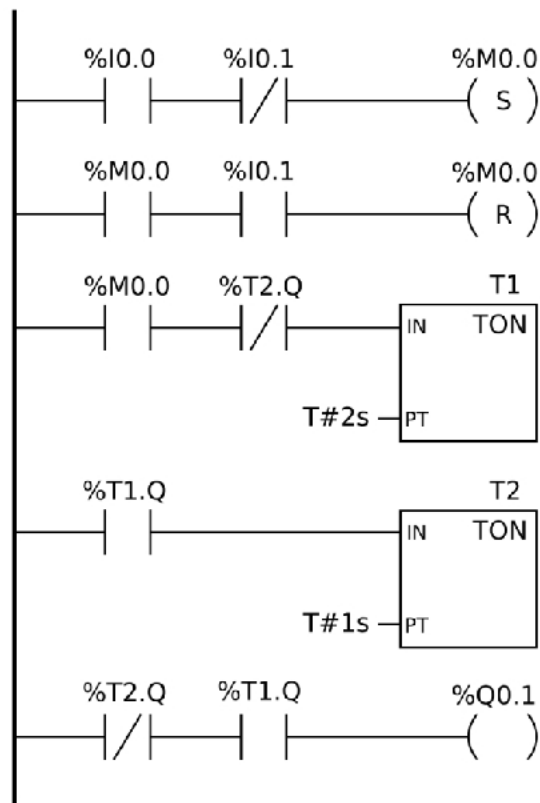 %I0.0 %I0.1 %M0.0
S
%M0.0 %I0.1 %M0.0
R
%M0.0 %T2.Q T1
IN TON
T#2s PT
%T1.Q T2
IN TON
T#1s PT
%T2.Q %T1.Q %Q0.1